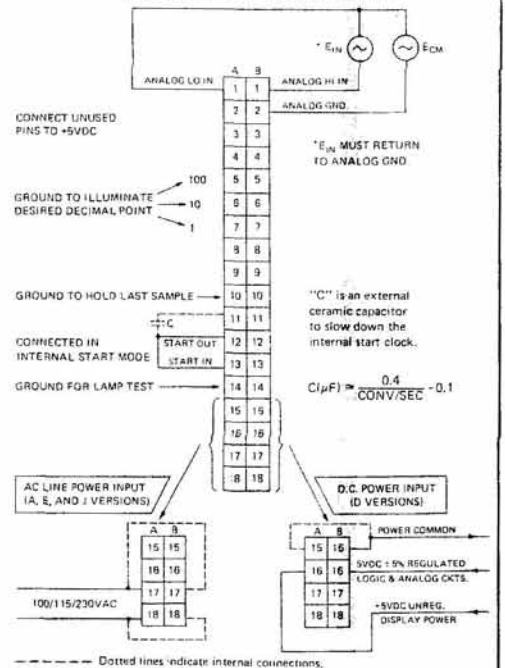 * E_IN
E_CM
A B
ANALOG LO IN
ANALOG HI IN
1 1
ANALOG GND.
2 2
CONNECT UNUSED
PINS TO +5VDC
3 3
*E_IN MUST RETURN
TO ANALOG GND
4 4
100
5 5
GROUND TO ILLUMINATE
DESIRED DECIMAL POINT
10
6 6
1
7 7
8 8
9 9
GROUND TO HOLD LAST SAMPLE
10 10
"C" is an external
ceramic capacitor
to slow down the
internal start clock.
C
11 11
CONNECTED IN
INTERNAL START MODE
START OUT
12 12
START IN
13 13
C(μF) ≅ 0.4 / CONV/SEC - 0.1
GROUND FOR LAMP TEST
14 14
15 15
16 16
17 17
18 18
AC LINE POWER INPUT
(A, E, AND J VERSIONS)
D.C. POWER INPUT
(D VERSIONS)
A B
15 15
16 16
17 17
18 18
100/115/230VAC
A B
POWER COMMON
15 15
5VDC ± 5% REGULATED
16 16
LOGIC & ANALOG CKTS.
17 17
+5VDC UNREG.
18 18
DISPLAY POWER
Dotted lines indicate internal connections.